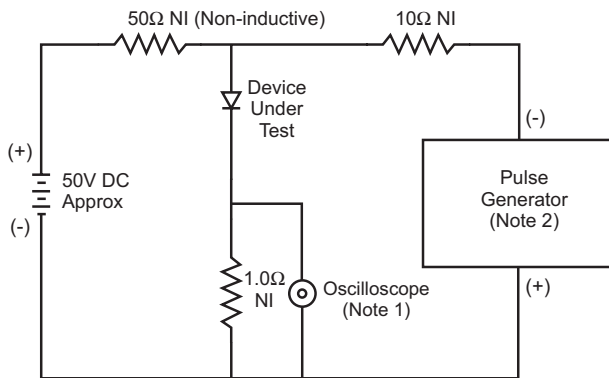 50Ω NI (Non-inductive)
10Ω NI
Device
Under
Test
(+)
50V DC
Approx
(-)
(-)
Pulse
Generator
(Note 2)
(+)
1.0Ω
NI
Oscilloscope
(Note 1)